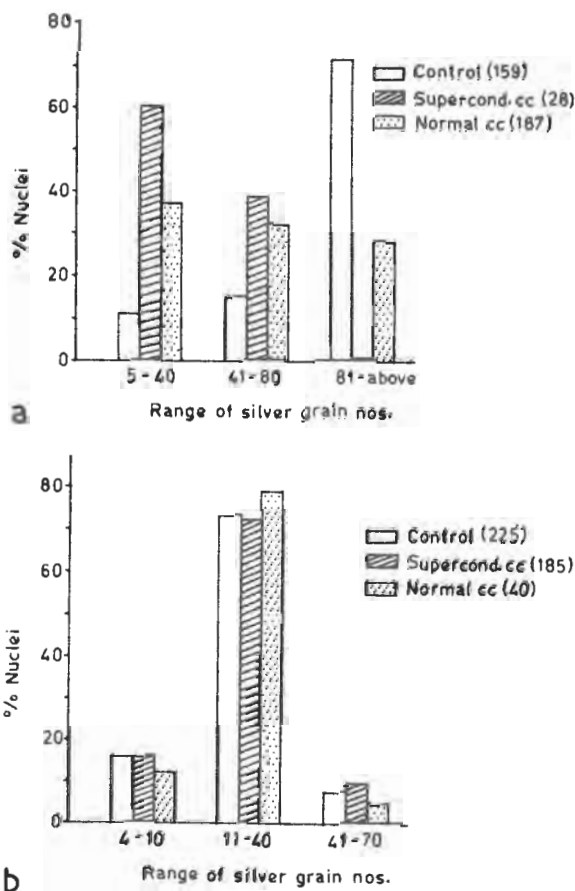 80
60
40
20
0
% Nuclei
Control (159)
Supercond. cc (28)
Normal cc (187)
5-40
41-80
81-above
Range of silver grain nos.
a
80
60
40
20
0
% Nuclei
Control (225)
Supercond. cc (185)
Normal cc (40)
4-10
11-40
41-70
Range of silver grain nos.
b